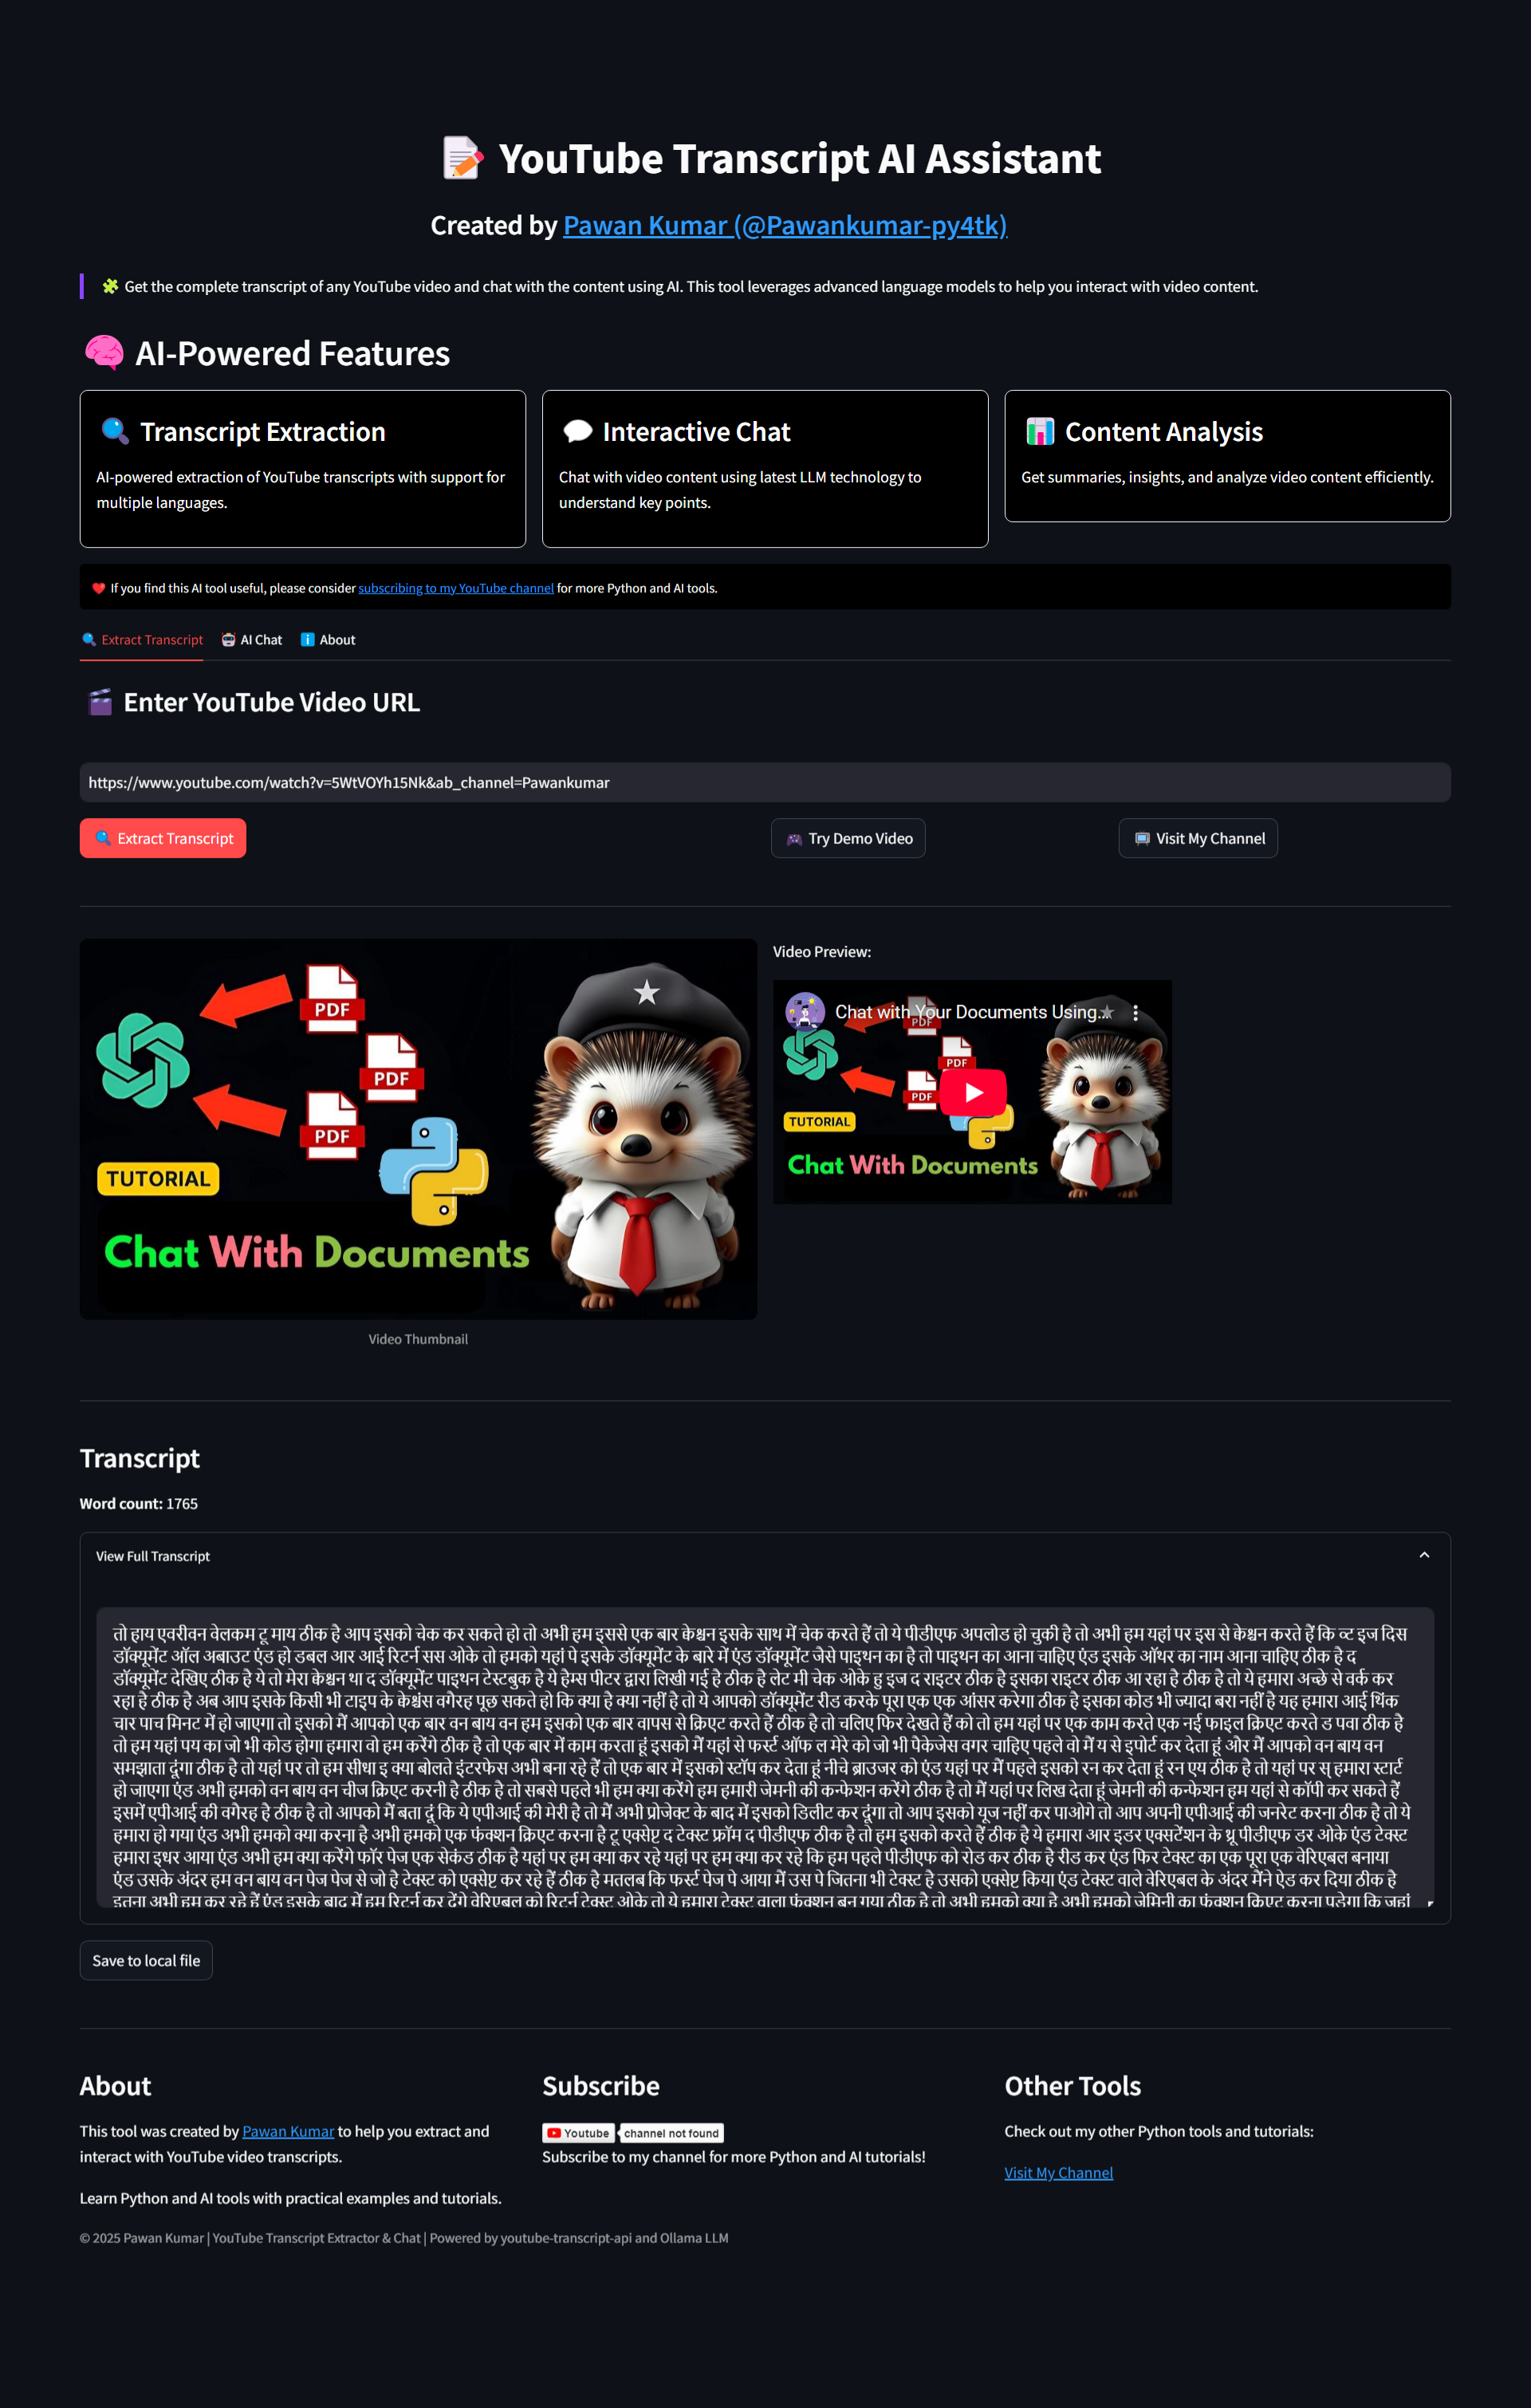 YouTube Transcript AI Assistant
Created by Pawan Kumar (@Pawankumar-py4tk)
Get the complete transcript of any YouTube video and chat with the content using AI. This tool leverages advanced language models to help you interact with video content.
AI-Powered Features
Transcript Extraction
AI-powered extraction of YouTube transcripts with support for
multiple languages.
Interactive Chat
Chat with video content using latest LLM technology to
understand key points.
Content Analysis
Get summaries, insights, and analyze video content efficiently.
If you find this AI tool useful, please consider subscribing to my YouTube channel for more Python and AI tools.
Extract Transcript AI Chat About
Enter YouTube Video URL
https://www.youtube.com/watch?v=5WtVOYh15Nk&ab_channel=Pawankumar
Extract Transcript Try Demo Video Visit My Channel
PDF
PDF
PDF
TUTORIAL
Chat With Documents
Video Thumbnail
Video Preview:
Chat with Your Documents Using...
PDF
PDF
PDF
TUTORIAL
Chat With Documents
Transcript
Word count: 1765
View Full Transcript
तो हाय एवरीवन वेलकम टू माय ठीक है आप इसको चेक कर सकते हो तो अभी हम इससे एक बार क्वेश्चन इसके साथ में चेक करते हैं तो ये पीडीएफ अपलोड हो चुकी है तो अभी हम यहां पर इस से क्वेश्चन करते हैं कि व्ट इज दिस
डॉक्यूमेंट ऑल अबाउट एंड हो डबल आर आई रिटर्न सस ओके तो हमको यहां पे इसके डॉक्यूमेंट के बारे में एंड डॉक्यूमेंट जैसे पाइथन का है तो पाइथन का आना चाहिए एंड इसके ऑथर का नाम आना चाहिए ठीक है द
डॉक्यूमेंट देखिए ठीक है ये तो मेरा क्वेश्चन था द डॉक्यूमेंट पाइथन टेस्टबुक है ये हैम्स पीटर द्वारा लिखी गई है ठीक है लेट मी चेक ओके हु इज द राइटर ठीक है इसका राइटर ठीक आ रहा है ठीक है तो ये हमारा अच्छे से वर्क कर
रहा है ठीक है अब आप इसके किसी भी टाइप के क्वेश्चंस वगैरह पूछ सकते हो कि क्या है क्या नहीं है तो ये आपको डॉक्यूमेंट रीड करके पूरा एक एक आंसर करेगा ठीक है इसका कोड भी ज्यादा बरा नहीं है यह हमारा आई थिंक
चार पाच मिनट में हो जाएगा तो इसको मैं आपको एक बार वन बाय वन हम इसको एक बार वापस से क्रिएट करते हैं ठीक है तो चलिए फिर देखते हैं को तो हम यहां पर एक काम करते एक नई फाइल क्रिएट करते ड पवा ठीक है
तो हम यहां पय का जो भी कोड होगा हमारा वो हम करेंगे ठीक है तो एक बार में काम करता हूं इसको मैं यहां से फर्स्ट ऑफ ल मेरे को जो भी पैकेजेस वगर चाहिए पहले वो मैं य से इपोर्ट कर देता हूं और मैं आपको वन बाय वन
समझाता दूंगा ठीक है तो यहां पर तो हम सीधा इ क्या बोलते इंटरफेस अभी बना रहे हैं तो एक बार में इसको स्टॉप कर देता हूं नीचे ब्राउजर को एंड यहां पर मैं पहले इसको रन कर देता हूं रन एय ठीक है तो यहां पर स् हमारा स्टार्ट
हो जाएगा एंड अभी हमको वन बाय वन चीज क्रिएट करनी है ठीक है तो सबसे पहले भी हम क्या करेंगे हम हमारी जेमनी की कन्फेशन करेंगे ठीक है तो मैं यहां पर लिख देता हूं जेमनी की कन्फेशन हम यहां से कॉपी कर सकते हैं
इसमें एपीआई की वगैरह है ठीक है तो आपको मैं बता दूं कि ये एपीआई की मेरी है तो मैं अभी प्रोजेक्ट के बाद में इसको डिलीट कर दूंगा तो आप इसको यूज नहीं कर पाओगे तो आप अपनी एपीआई की जनरेट करना ठीक है तो ये
हमारा हो गया एंड अभी हमको क्या करना है अभी हमको एक फंक्शन क्रिएट करना है टू एक्सेप्ट द टेक्स्ट फ्रॉम द पीडीएफ ठीक है तो हम इसको करते हैं ठीक है ये हमारा आर इडर एक्सटेंशन के थ्रू पीडीएफ डर ओके एंड टेक्स्ट
हमारा इधर आया एंड अभी हम क्या करेंगे फॉर पेज एक सेकंड ठीक है यहां पर हम क्या कर रहे यहां पर हम क्या कर रहे कि हम पहले पीडीएफ को रोड कर ठीक है रीड कर एंड फिर टेक्स्ट का एक पूरा एक वेरिएबल बनाया
एंड उसके अंदर हम वन बाय वन पेज पेज से जो है टेक्स्ट को एक्सेप्ट कर रहे हैं ठीक है मतलब कि फर्स्ट पेज पे आया मैं उस पे जितना भी टेक्स्ट है उसको एक्सेप्ट किया एंड टेक्स्ट वाले वेरिएबल के अंदर मैंने ऐड कर दिया ठीक है
इतना अभी हम कर रहे हैं एंड इसके बाद में हम रिटर्न कर देंगे वेरिएबल को रिटर्न टेक्स्ट ओके तो ये हमारा टेक्स्ट वाला फंक्शन बन गया ठीक है तो अभी हमको क्या है अभी हमको जेमिनी का फंक्शन क्रिएट करना पड़ेगा कि जहां
Save to local file
About
This tool was created by Pawan Kumar to help you extract and
interact with YouTube video transcripts.
Learn Python and AI tools with practical examples and tutorials.
Subscribe
Youtube channel not found
Subscribe to my channel for more Python and AI tutorials!
Other Tools
Check out my other Python tools and tutorials:
Visit My Channel
© 2025 Pawan Kumar | YouTube Transcript Extractor & Chat | Powered by youtube-transcript-api and Ollama LLM